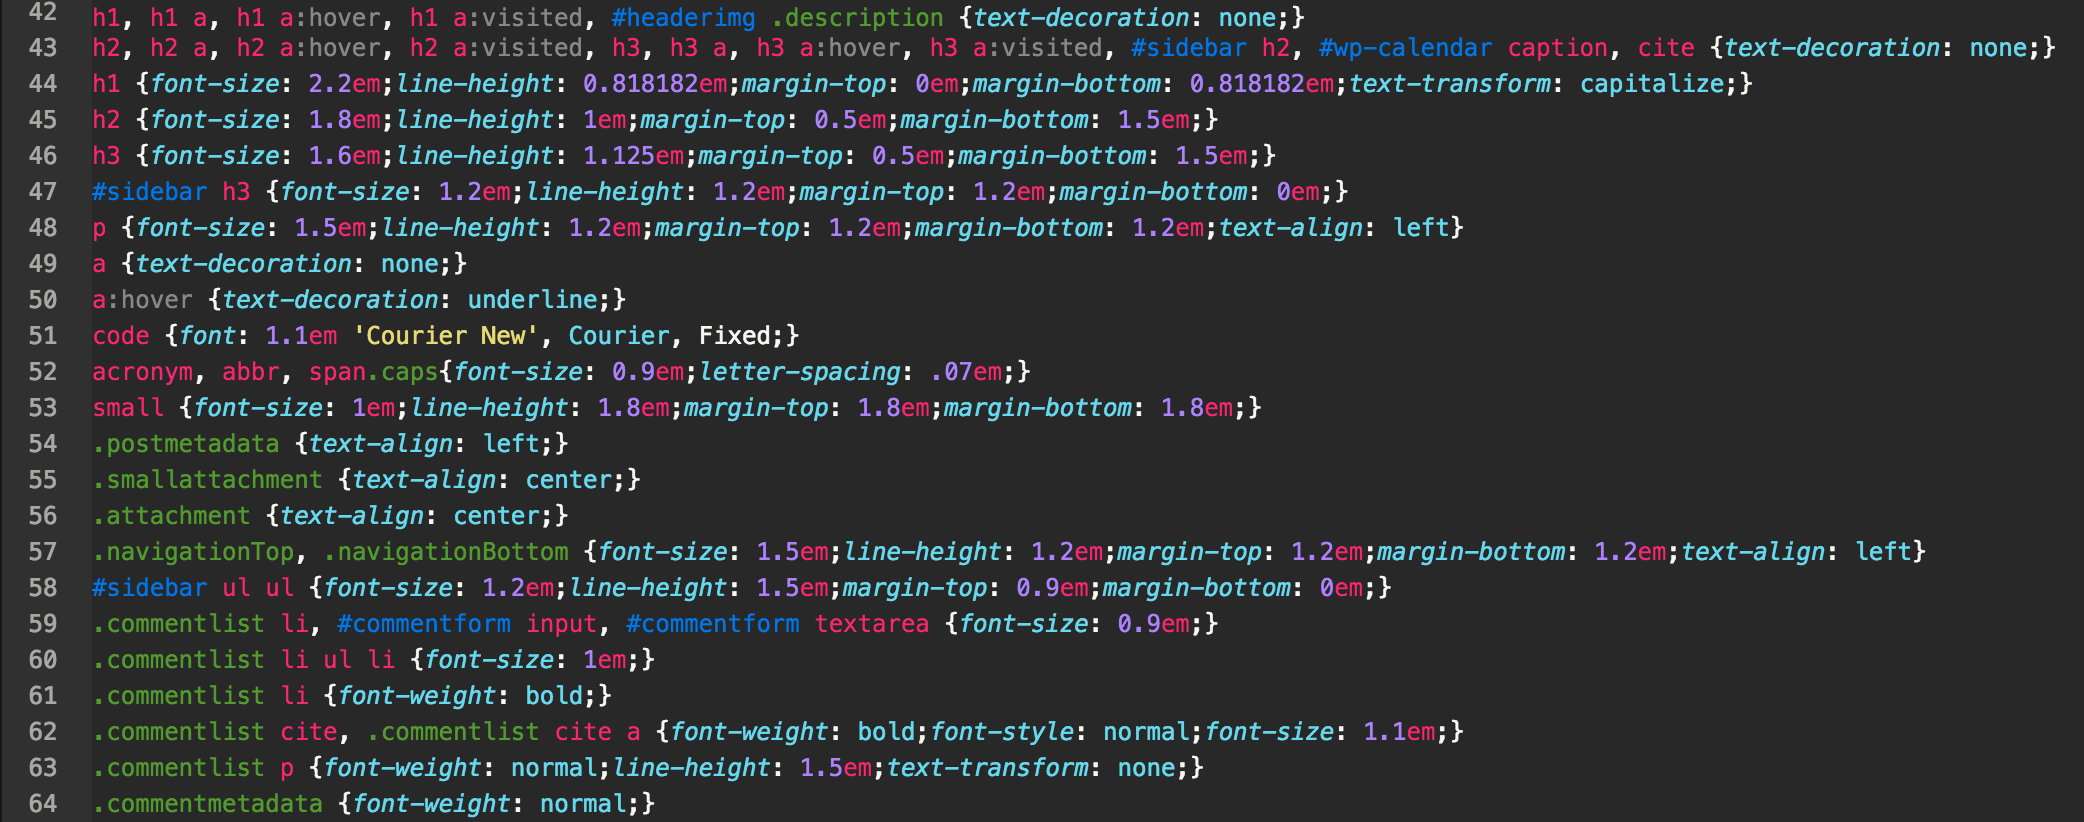 42 h1, h1 a, h1 a:hover, h1 a:visited, #headerimg .description {text-decoration: none;}
43 h2, h2 a, h2 a:hover, h2 a:visited, h3, h3 a, h3 a:hover, h3 a:visited, #sidebar h2, #wp-calendar caption, cite {text-decoration: none;}
44 h1 {font-size: 2.2em;line-height: 0.818182em;margin-top: 0em;margin-bottom: 0.818182em;text-transform: capitalize;}
45 h2 {font-size: 1.8em;line-height: 1em;margin-top: 0.5em;margin-bottom: 1.5em;}
46 h3 {font-size: 1.6em;line-height: 1.125em;margin-top: 0.5em;margin-bottom: 1.5em;}
47 #sidebar h3 {font-size: 1.2em;line-height: 1.2em;margin-top: 1.2em;margin-bottom: 0em;}
48 p {font-size: 1.5em;line-height: 1.2em;margin-top: 1.2em;margin-bottom: 1.2em;text-align: left}
49 a {text-decoration: none;}
50 a:hover {text-decoration: underline;}
51 code {font: 1.1em 'Courier New', Courier, Fixed;}
52 acronym, abbr, span.caps{font-size: 0.9em;letter-spacing: .07em;}
53 small {font-size: 1em;line-height: 1.8em;margin-top: 1.8em;margin-bottom: 1.8em;}
54 .postmetadata {text-align: left;}
55 .smallattachment {text-align: center;}
56 .attachment {text-align: center;}
57 .navigationTop, .navigationBottom {font-size: 1.5em;line-height: 1.2em;margin-top: 1.2em;margin-bottom: 1.2em;text-align: left}
58 #sidebar ul ul {font-size: 1.2em;line-height: 1.5em;margin-top: 0.9em;margin-bottom: 0em;}
59 .commentlist li, #commentform input, #commentform textarea {font-size: 0.9em;}
60 .commentlist li ul li {font-size: 1em;}
61 .commentlist li {font-weight: bold;}
62 .commentlist cite, .commentlist cite a {font-weight: bold;font-style: normal;font-size: 1.1em;}
63 .commentlist p {font-weight: normal;line-height: 1.5em;text-transform: none;}
64 .commentmetadata {font-weight: normal;}